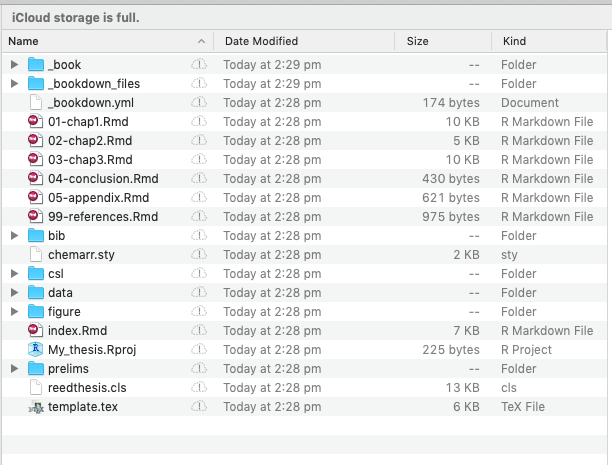 iCloud storage is full.
Name Date Modified Size Kind
_book Today at 2:29 pm -- Folder
_bookdown_files Today at 2:29 pm -- Folder
_bookdown.yml Today at 2:28 pm 174 bytes Document
01-chap1.Rmd Today at 2:28 pm 10 KB R Markdown File
02-chap2.Rmd Today at 2:28 pm 5 KB R Markdown File
03-chap3.Rmd Today at 2:28 pm 10 KB R Markdown File
04-conclusion.Rmd Today at 2:28 pm 430 bytes R Markdown File
05-appendix.Rmd Today at 2:28 pm 621 bytes R Markdown File
99-references.Rmd Today at 2:28 pm 975 bytes R Markdown File
bib Today at 2:28 pm -- Folder
chemarr.sty Today at 2:28 pm 2 KB sty
csl Today at 2:28 pm -- Folder
data Today at 2:28 pm -- Folder
figure Today at 2:28 pm -- Folder
index.Rmd Today at 2:28 pm 7 KB R Markdown File
My_thesis.Rproj Today at 2:28 pm 225 bytes R Project
prelims Today at 2:28 pm -- Folder
reedthesis.cls Today at 2:28 pm 13 KB cls
template.tex Today at 2:28 pm 6 KB TeX File